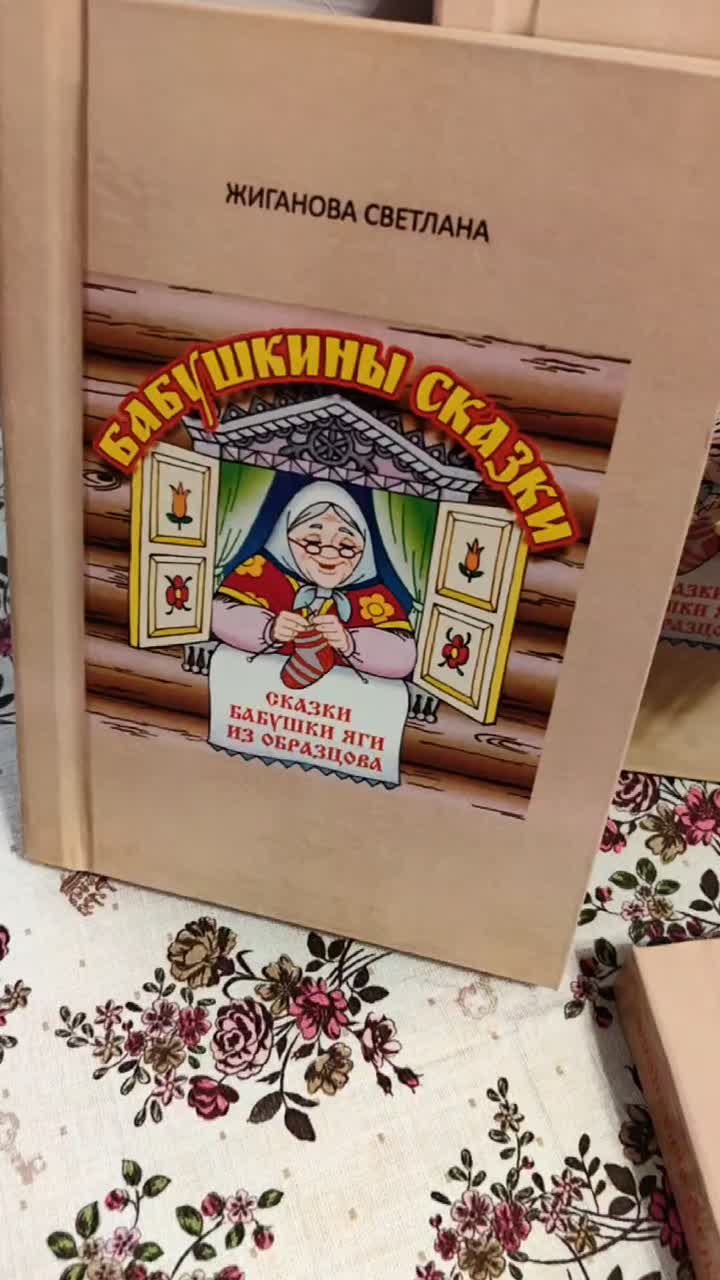 ЖИГАНОВА СВЕТЛАНА
БАБУШКИНЫ СКАЗКИ
СКАЗКИ
БАБУШКИ ЯГИ
ИЗ ОБРАЗЦОВА